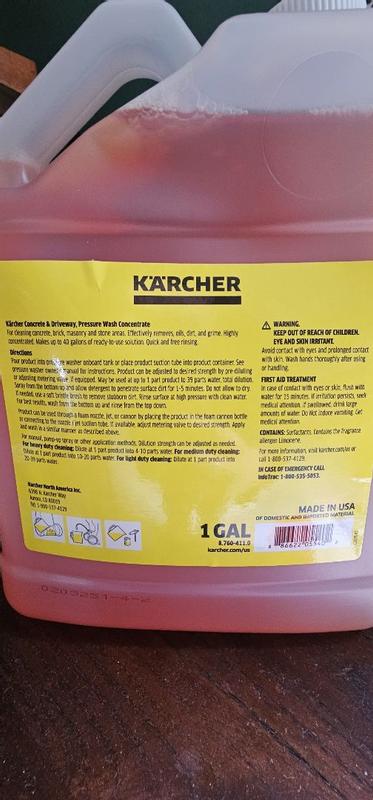 KÄRCHER
Kärcher Concrete & Driveway, Pressure Wash Concentrate
For cleaning concrete, brick, masonry and stone areas. Effectively removes, oils, dirt, and grime. Highly
concentrated. Makes up to 40 gallons of ready-to-use solution. Quick and free rinsing.
Directions
Pour product into pressure washer onboard tank or place product suction tube into product container. See
pressure washer owner's manual for instructions. Product can be adjusted to desired strength by pre-diluting
or adjusting metering valve if equipped. May be used at up to 1 part to 39 parts water, total dilution.
Spray from the bottom up and allow detergent to penetrate surface dirt for 1-5 minutes. Do not allow to dry.
If needed, use a soft bristle brush to remove stubborn dirt. Rinse surface at high pressure with clean water.
For best results, wash from the bottom up and rinse from the top down.
Product can be used through a foam nozzle, jet, or cannon by placing the product in the foam cannon bottle
or connecting to the nozzle / jet suction tube. If available, adjust metering valve to desired strength. Apply
and wash in a similar manner as described above.
For manual, pump-up spray or other application methods. Dilution strength can be adjusted as needed.
For heavy duty cleaning: Dilute at 1 part product into 4-10 parts water. For medium duty cleaning:
Dilute at 1 part product into 10-20 parts water. For light duty cleaning: Dilute at 1 part product into
20-39 parts water.
Karcher North America Inc.
6398 N. Karcher Way
Aurora, CO 80019
Tel: 1-800-537-4129
WARNING.
KEEP OUT OF REACH OF CHILDREN.
EYE AND SKIN IRRITANT.
Avoid contact with eyes and prolonged contact
with skin. Wash hands thoroughly after using
or handling.
FIRST AID TREATMENT
In case of contact with eyes or skin, flush with
water for 15 minutes. If irritation persists, seek
medical attention. If swallowed, drink large
amounts of water. Do Not induce vomiting. Get
medical attention.
CONTAINS: Surfactants. Contains the fragrance
allergen Limonene.
For more information, visit karcher.com/us or
call 1-800-537-4129.
IN CASE OF EMERGENCY CALL
InfoTrac: 1-800-535-5053.
MADE IN USA
OF DOMESTIC AND IMPORTED MATERIAL
1 GAL
8.760-411.0
karcher.com/us